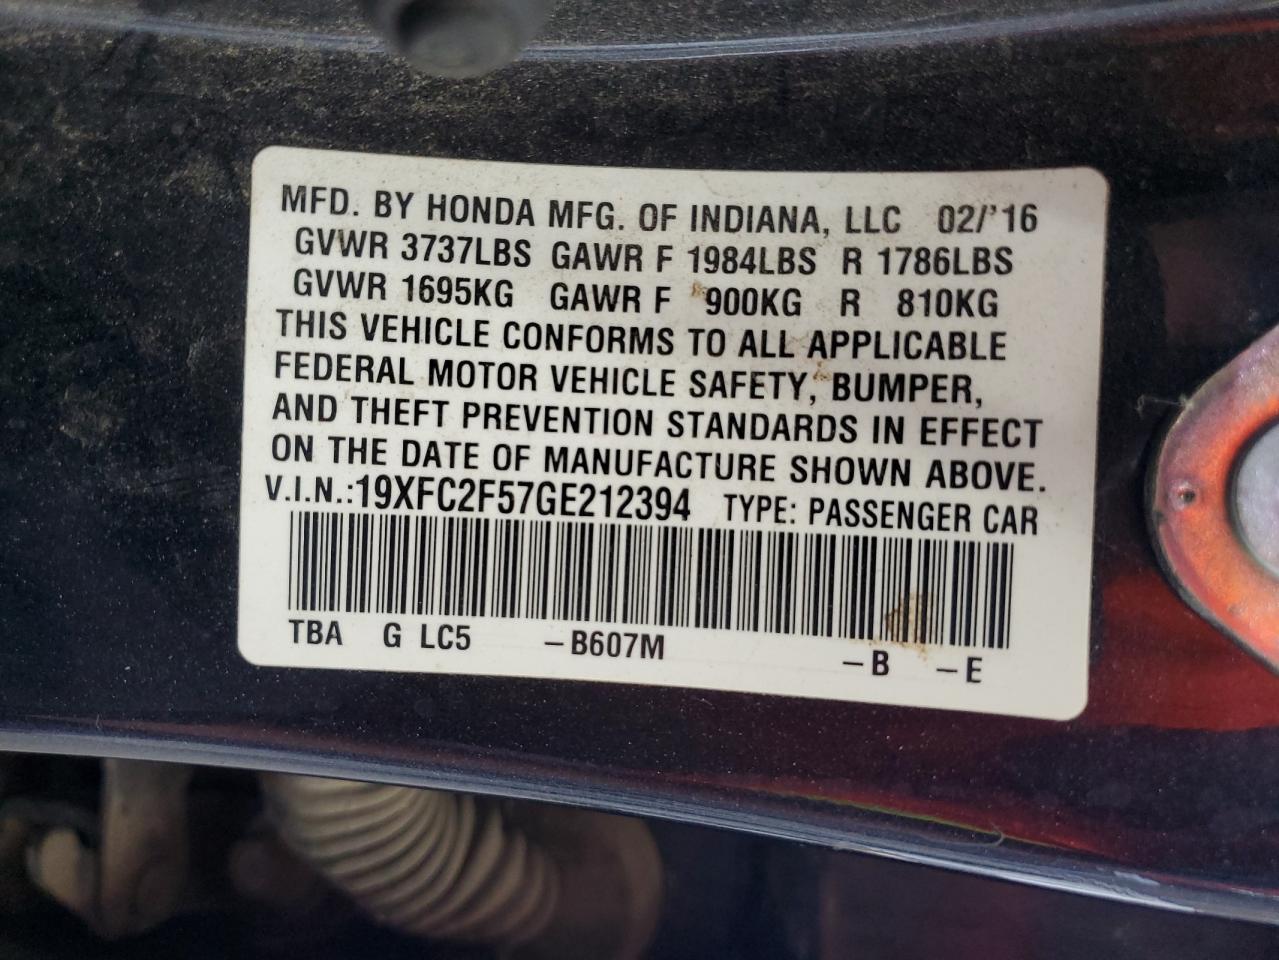 MFD. BY HONDA MFG. OF INDIANA, LLC 02/'16
GVWR 3737LBS GAWR F 1984LBS R 1786LBS
GVWR 1695KG GAWR F 900KG R 810KG
THIS VEHICLE CONFORMS TO ALL APPLICABLE
FEDERAL MOTOR VEHICLE SAFETY, BUMPER,
AND THEFT PREVENTION STANDARDS IN EFFECT
ON THE DATE OF MANUFACTURE SHOWN ABOVE.
V.I.N.:19XFC2F57GE212394 TYPE: PASSENGER CAR
TBA G LC5 -B607M -B -E